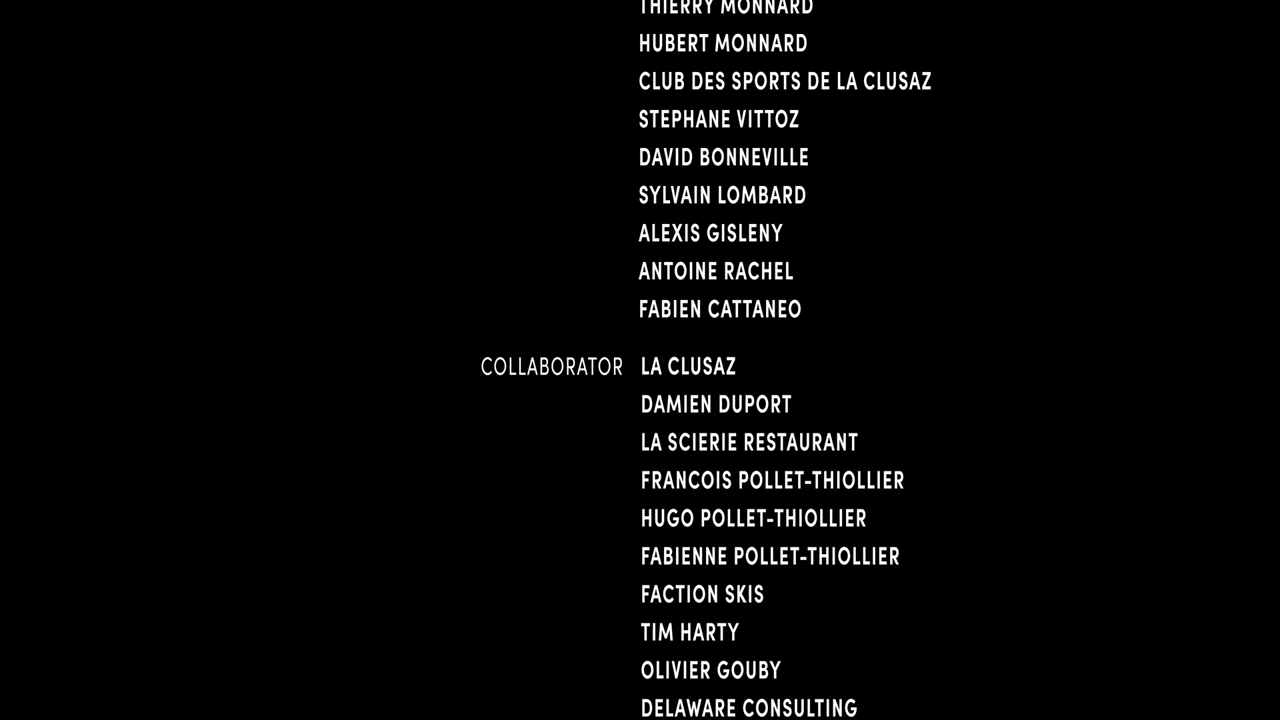 THIERRY MONNARD
HUBERT MONNARD
CLUB DES SPORTS DE LA CLUSAZ
STEPHANE VITTOZ
DAVID BONNEVILLE
SYLVAIN LOMBARD
ALEXIS GISLENY
ANTOINE RACHEL
FABIEN CATTANEO
COLLABORATOR LA CLUSAZ
DAMIEN DUPORT
LA SCIERIE RESTAURANT
FRANCOIS POLLET-THIOLLIER
HUGO POLLET-THIOLLIER
FABIENNE POLLET-THIOLLIER
FACTION SKIS
TIM HARTY
OLIVIER GOUBY
DELAWARE CONSULTING